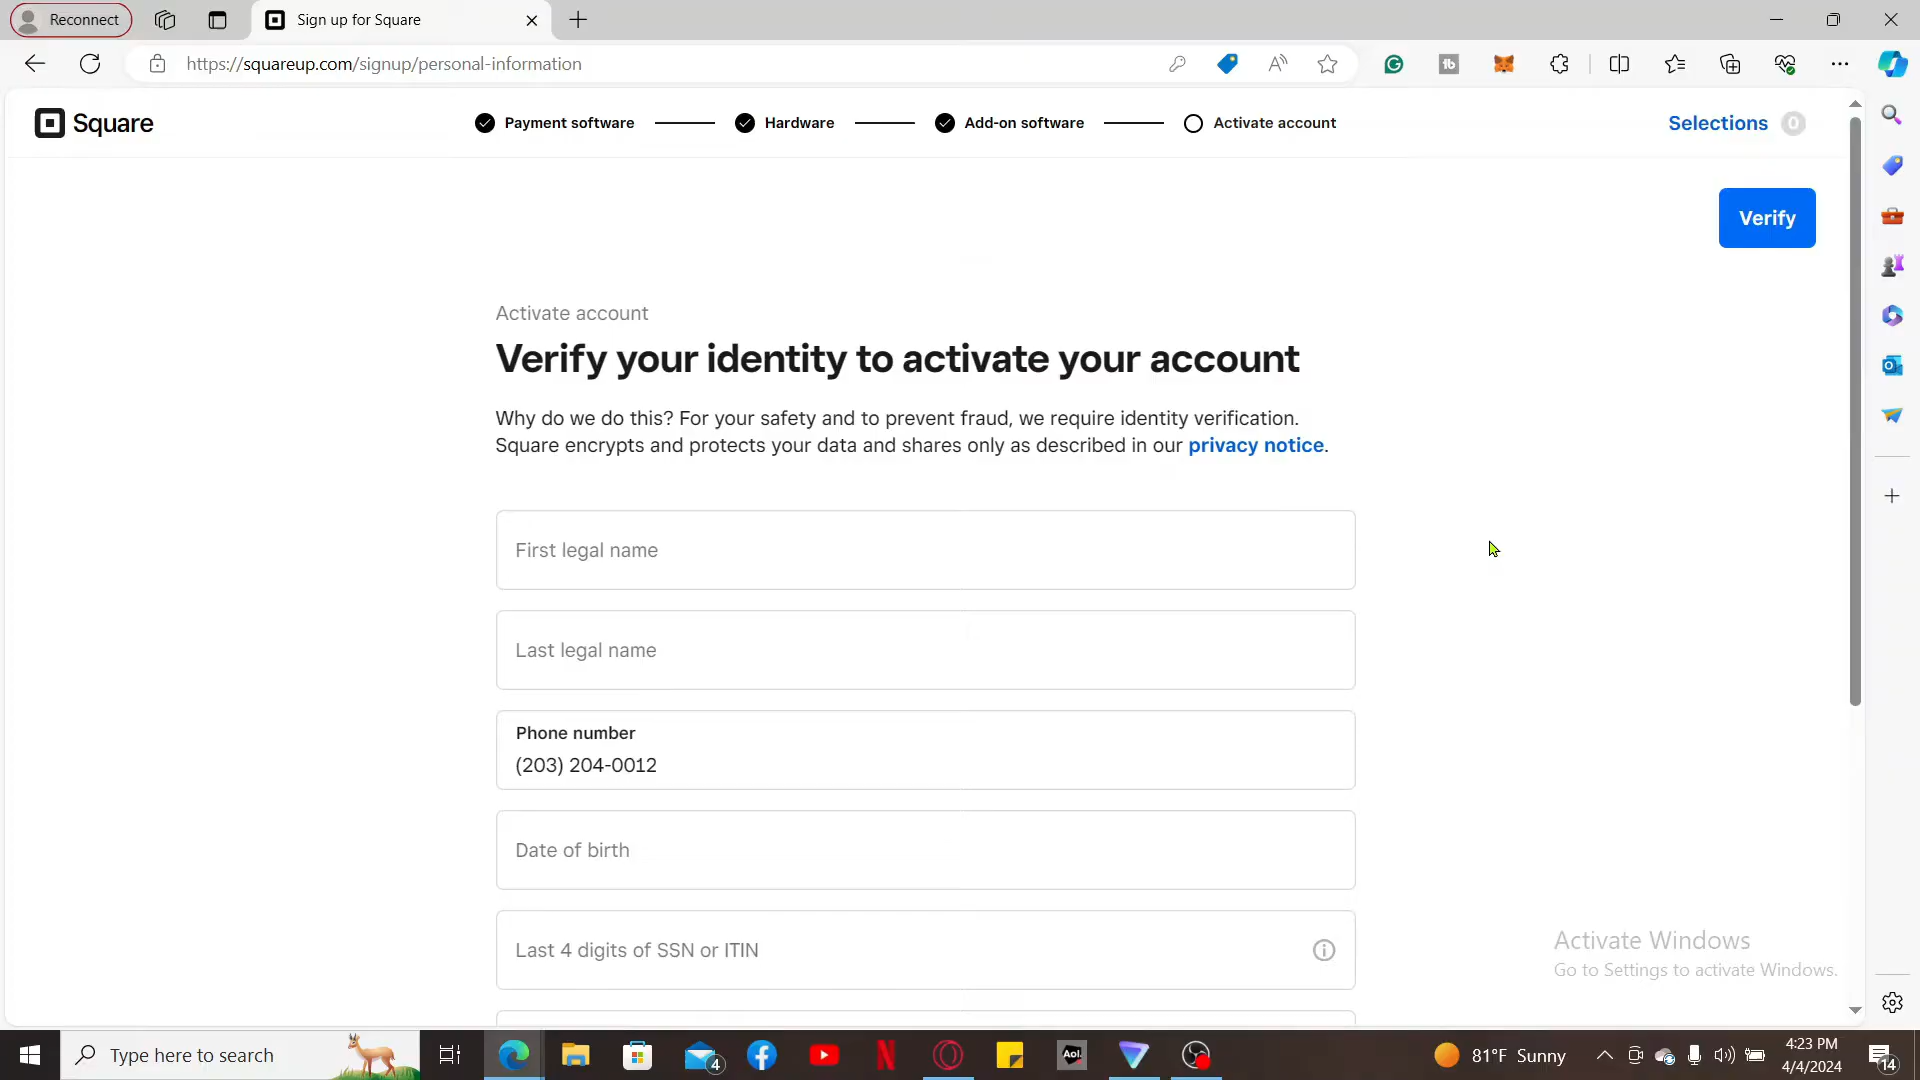 Reconnect
Sign up for Square
https://squareup.com/signup/personal-information
Square
Payment software
Hardware
Add-on software
Activate account
Selections 0
Verify
Activate account
Verify your identity to activate your account
Why do we do this? For your safety and to prevent fraud, we require identity verification.
Square encrypts and protects your data and shares only as described in our privacy notice.
First legal name
Last legal name
Phone number
(203) 204-0012
Date of birth
Last 4 digits of SSN or ITIN
Activate Windows
Go to Settings to activate Windows.
Type here to search
4
Aol.
81°F Sunny
4:23 PM
4/4/2024
14